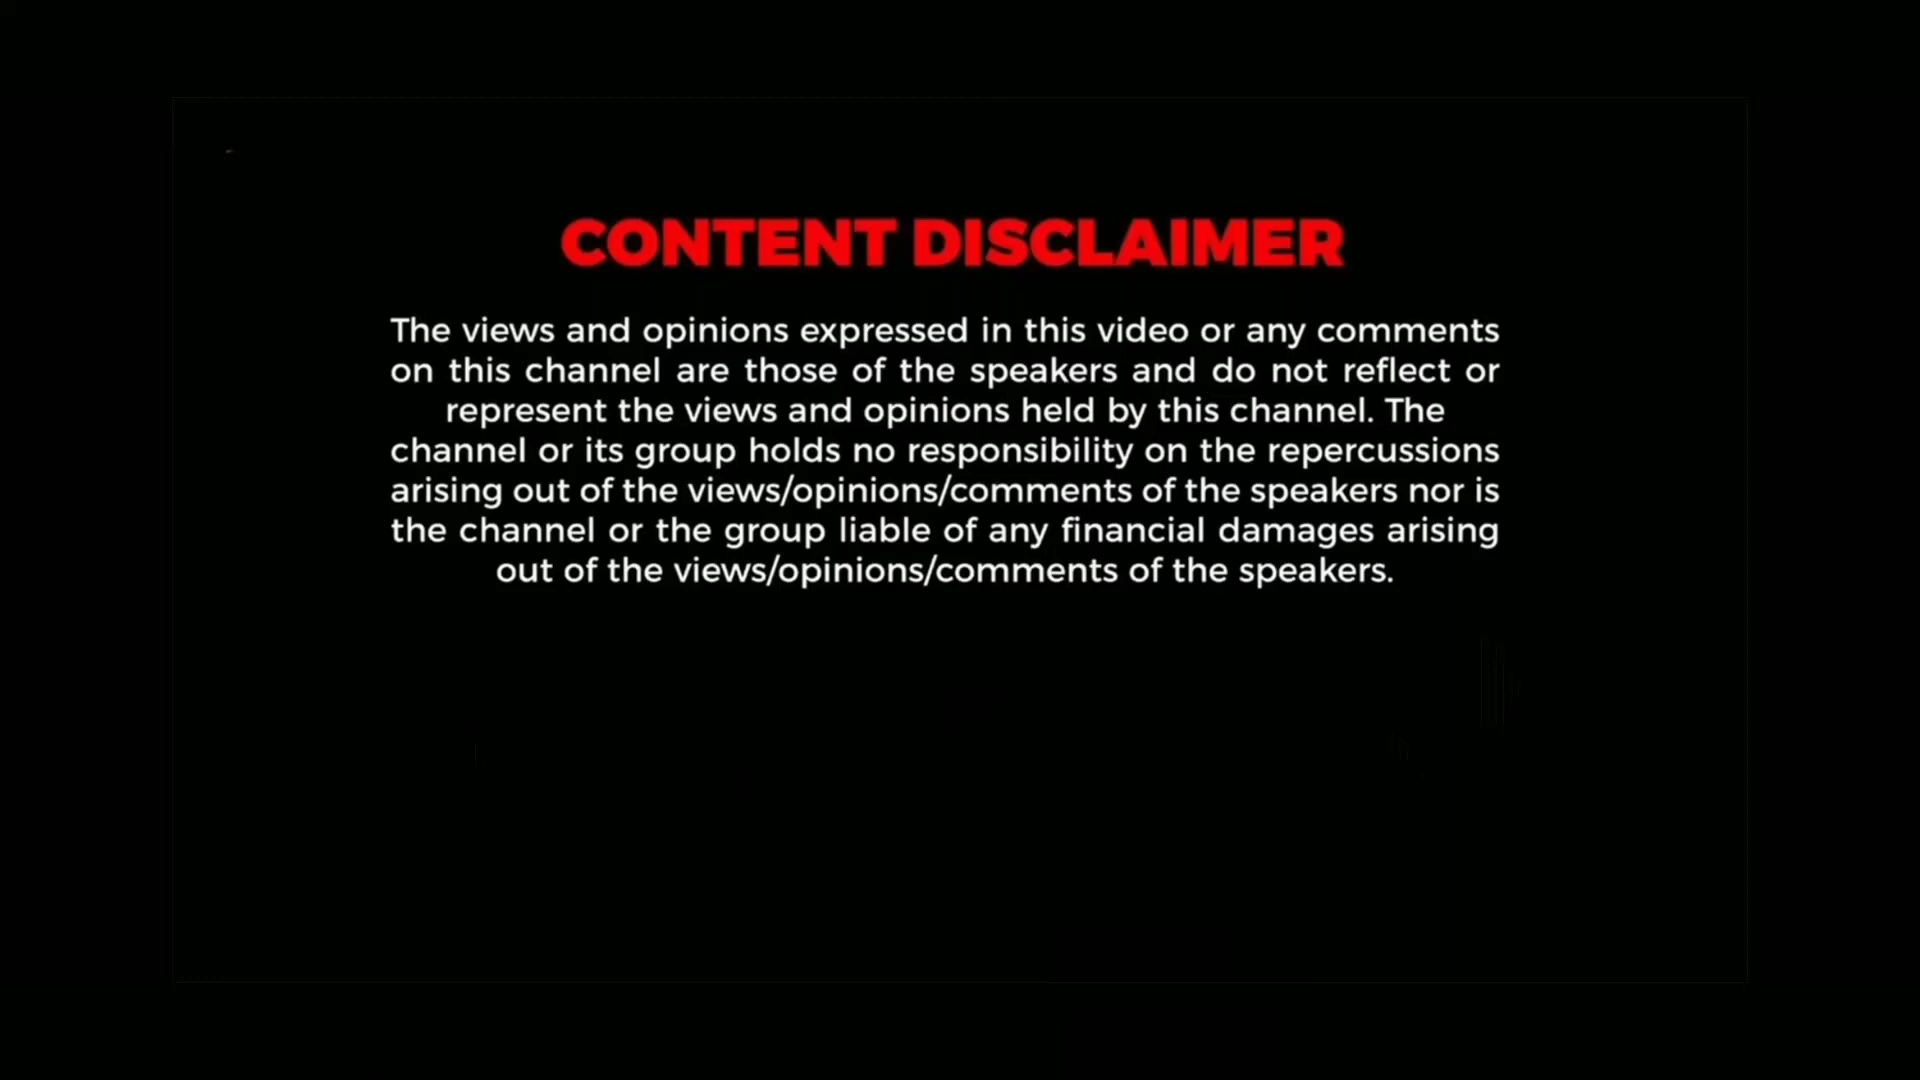 CONTENT DISCLAIMER
The views and opinions expressed in this video or any comments
on this channel are those of the speakers and do not reflect or
represent the views and opinions held by this channel. The
channel or its group holds no responsibility on the repercussions
arising out of the views/opinions/comments of the speakers nor is
the channel or the group liable of any financial damages arising
out of the views/opinions/comments of the speakers.